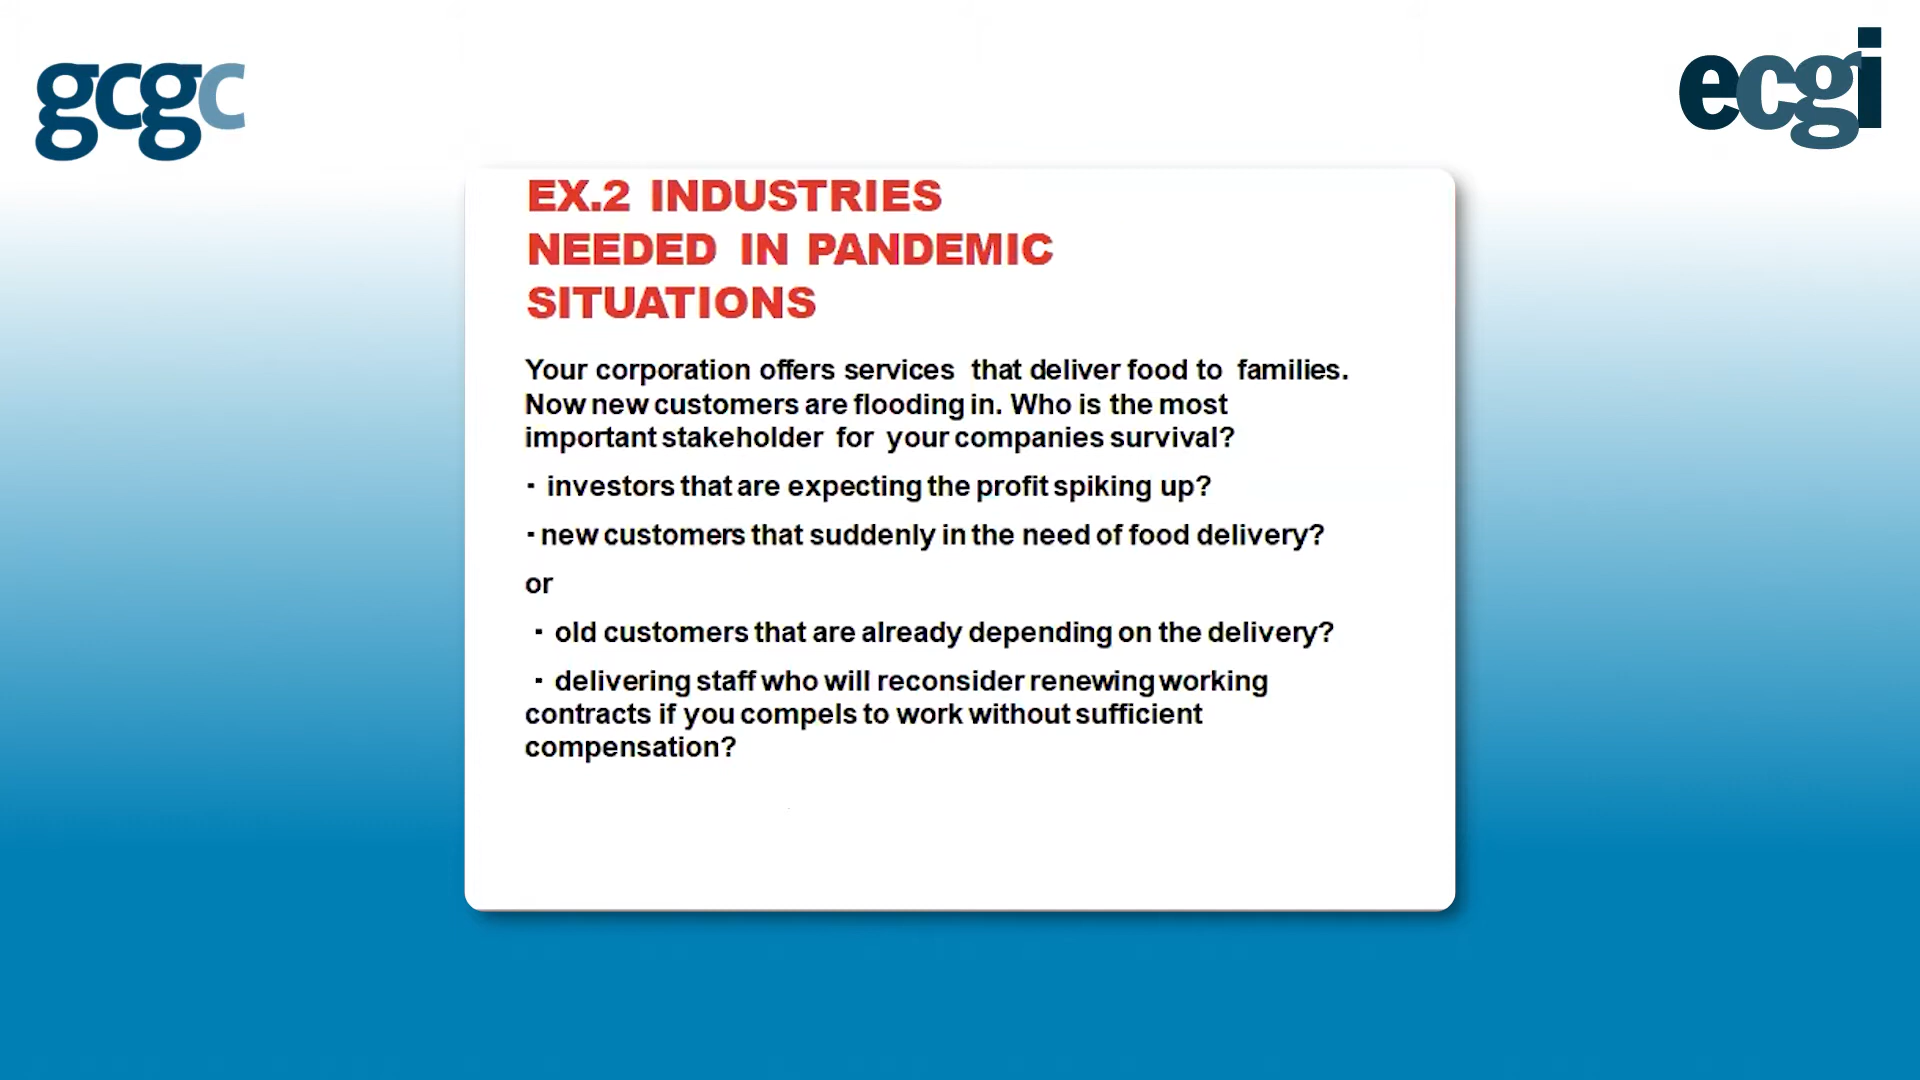 gcgc
ecgi
EX.2 INDUSTRIES
NEEDED IN PANDEMIC
SITUATIONS
Your corporation offers services that deliver food to families.
Now new customers are flooding in. Who is the most
important stakeholder for your companies survival?
・ investors that are expecting the profit spiking up?
・new customers that suddenly in the need of food delivery?
or
・ old customers that are already depending on the delivery?
・ delivering staff who will reconsider renewing working
contracts if you compels to work without sufficient
compensation?